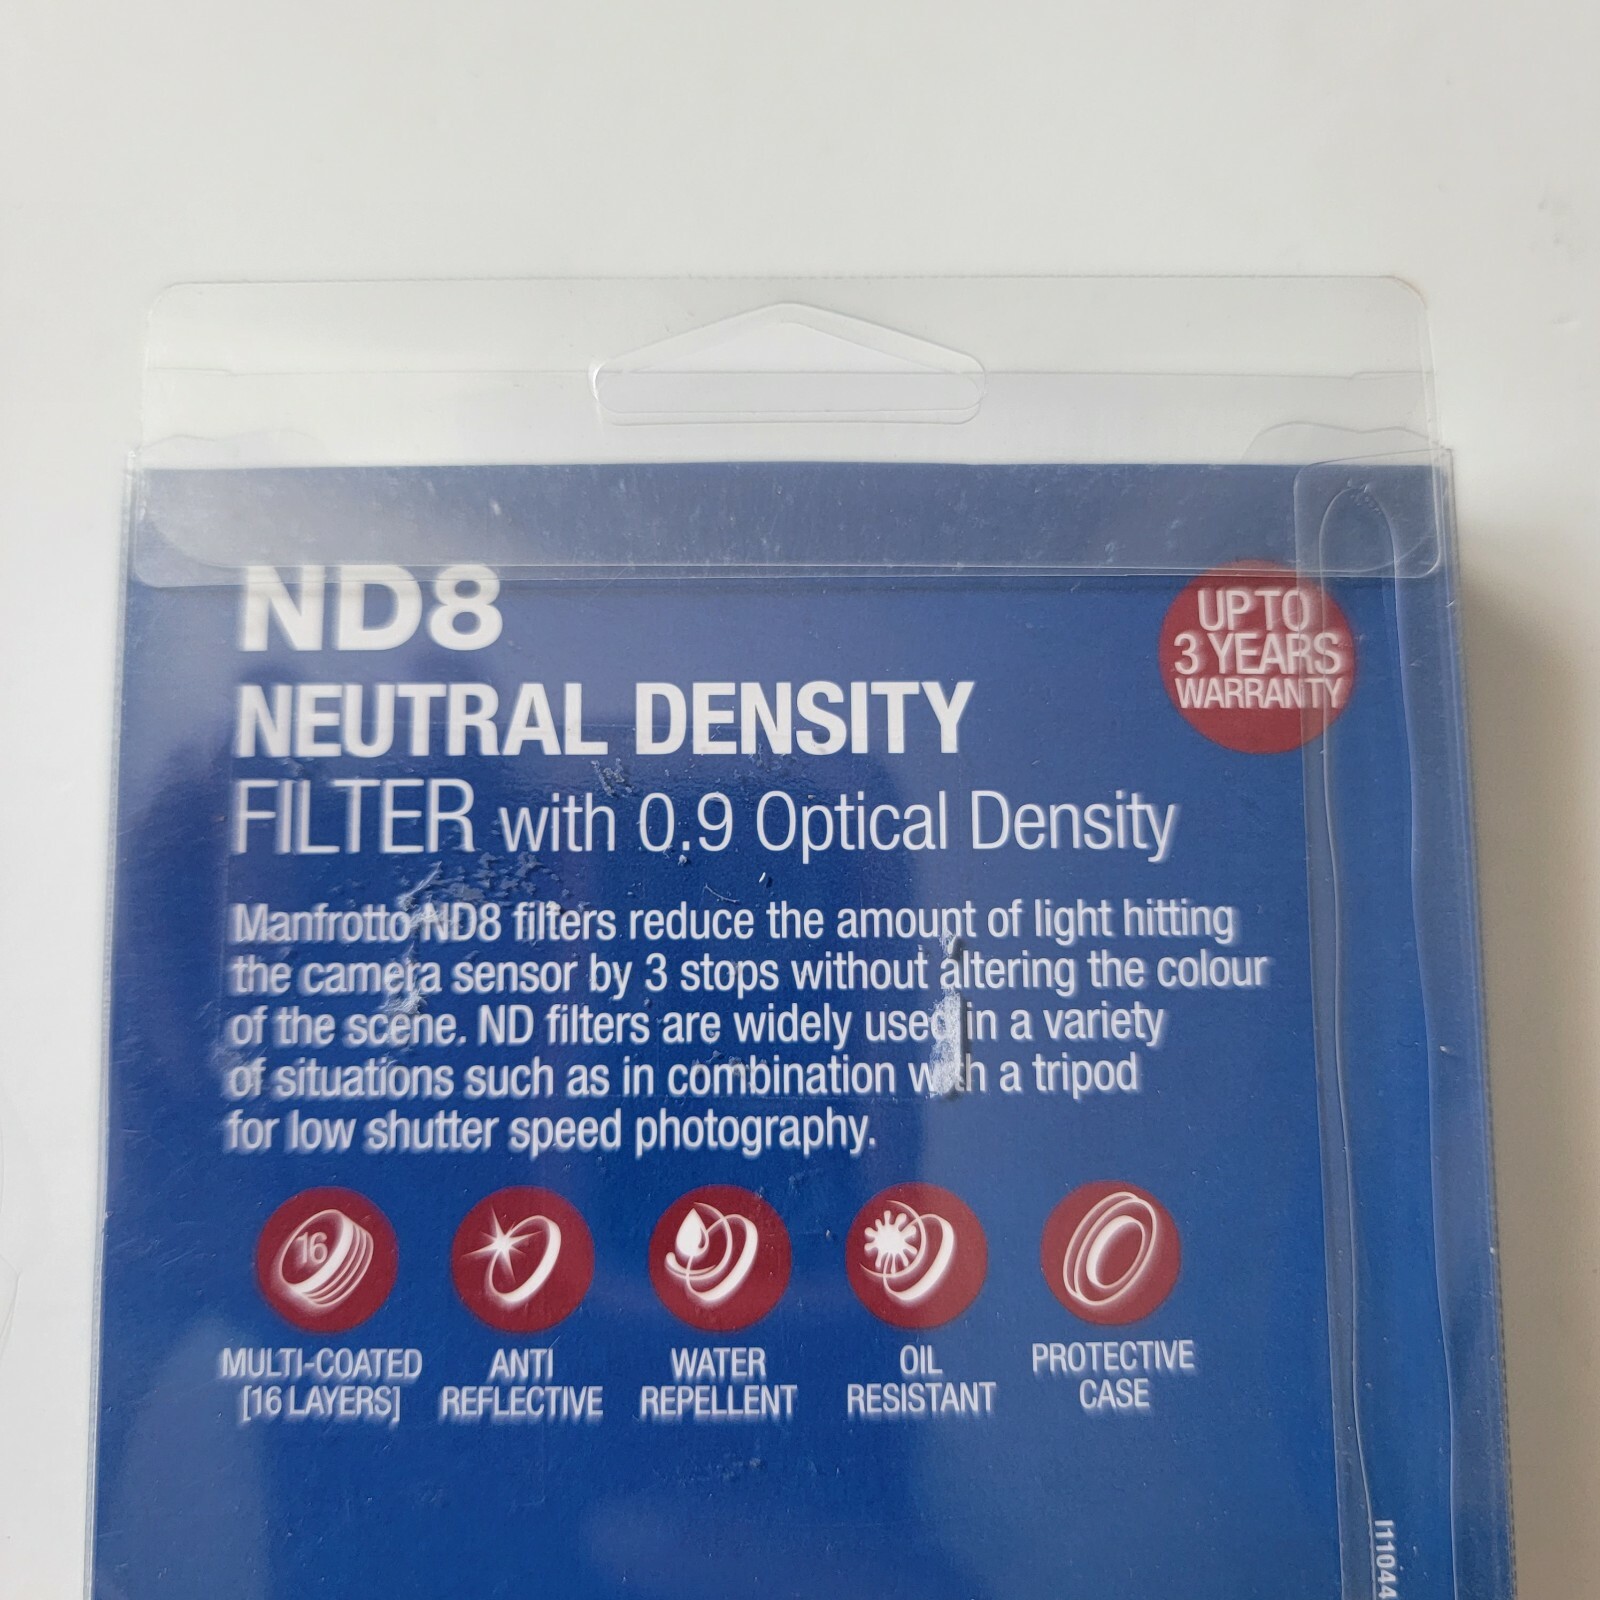 ND8
NEUTRAL DENSITY
FILTER with 0.9 Optical Density
UP TO
3 YEARS
WARRANTY
Manfrotto ND8 filters reduce the amount of light hitting
the camera sensor by 3 stops without altering the colour
of the scene. ND filters are widely used in a variety
of situations such as in combination with a tripod
for low shutter speed photography.
16
MULTI-COATED
[16 LAYERS]
ANTI
REFLECTIVE
WATER
REPELLENT
OIL
RESISTANT
PROTECTIVE
CASE
I11044